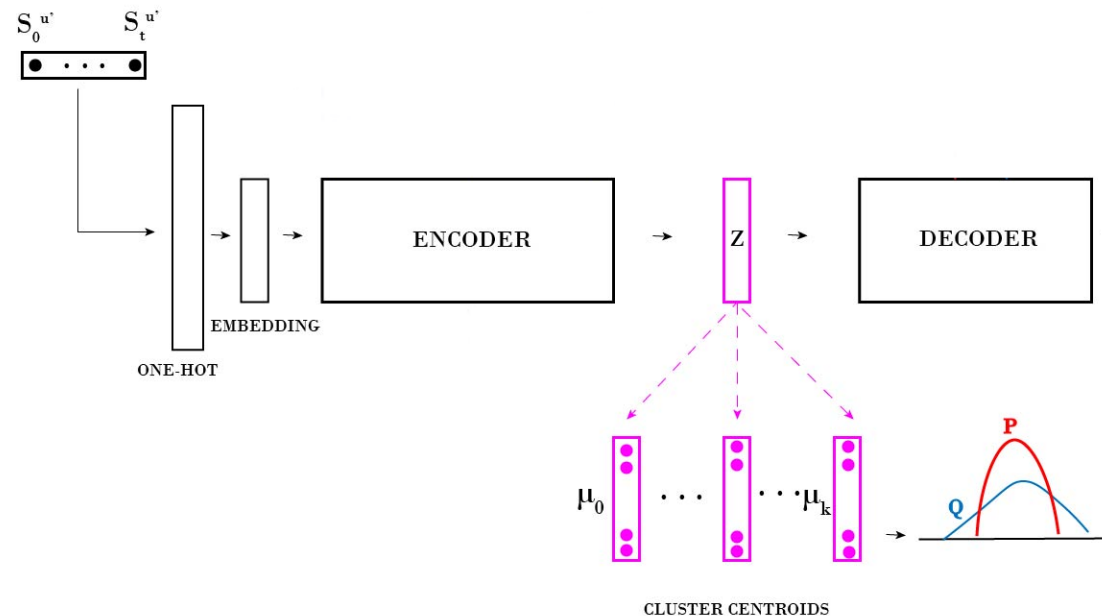 S₀ᵘ' Sₜᵘ'
• • •
ENCODER
Z
DECODER
EMBEDDING
ONE-HOT
P
Q
μ₀ • • • • • • μₖ
CLUSTER CENTROIDS